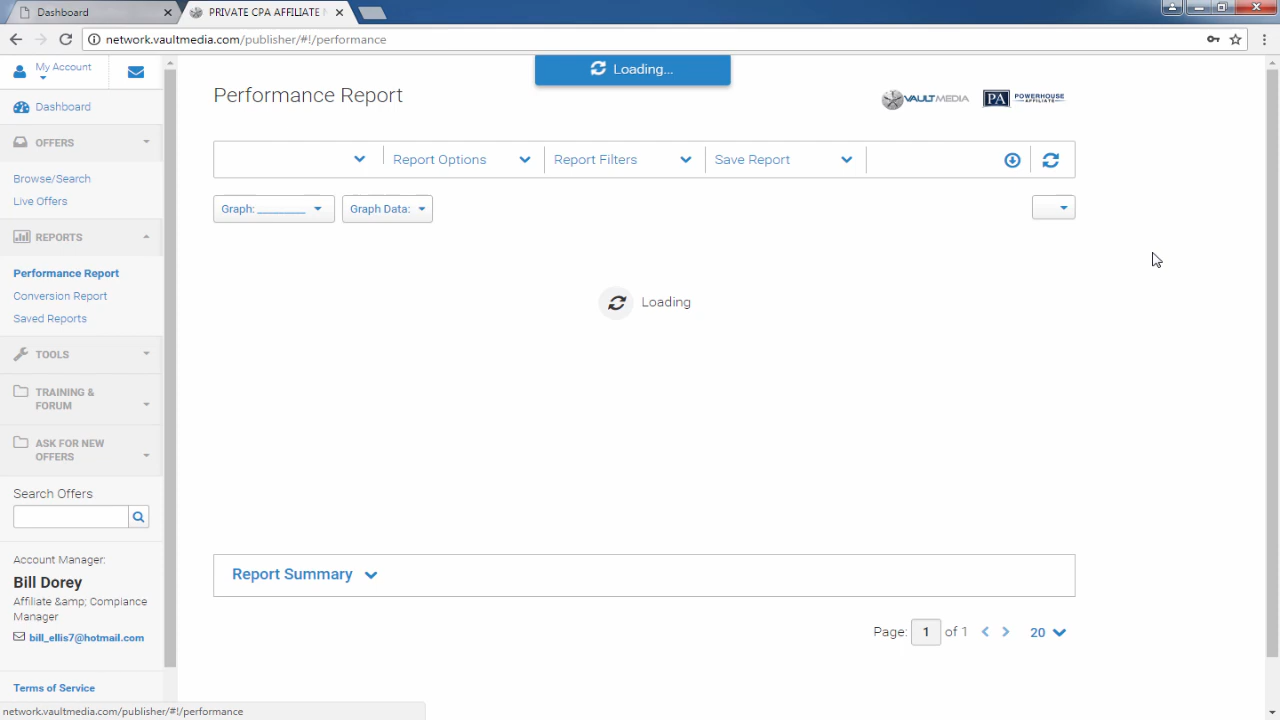 Dashboard
PRIVATE CPA AFFILIATE N
network.vaultmedia.com/publisher/#!/performance
My Account
Dashboard
OFFERS
Browse/Search
Live Offers
REPORTS
Performance Report
Conversion Report
Saved Reports
TOOLS
TRAINING &
FORUM
ASK FOR NEW
OFFERS
Search Offers
Account Manager:
Bill Dorey
Affiliate &amp; Compiance
Manager
bill_ellis7@hotmail.com
Terms of Service
network.vaultmedia.com/publisher/#!/performance
Loading...
Performance Report
VAULTMEDIA
PA POWERHOUSE
AFFILIATE
Report Options
Report Filters
Save Report
Graph: _________
Graph Data:
Loading
Report Summary
Page: 1 of 1 20